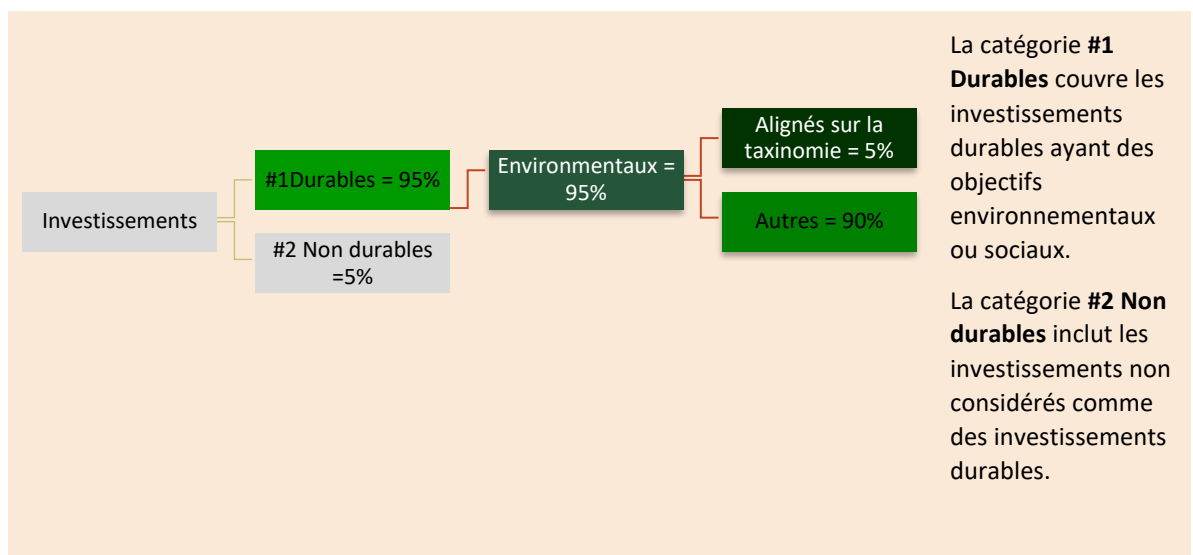 Investissements
#1Durables = 95%
#2 Non durables
=5%
Environmentaux =
95%
Alignés sur la
taxinomie = 5%
Autres = 90%
La catégorie #1
Durables couvre les
investissements
durables ayant des
objectifs
environnementaux
ou sociaux.
La catégorie #2 Non
durables inclut les
investissements non
considérés comme
des investissements
durables.